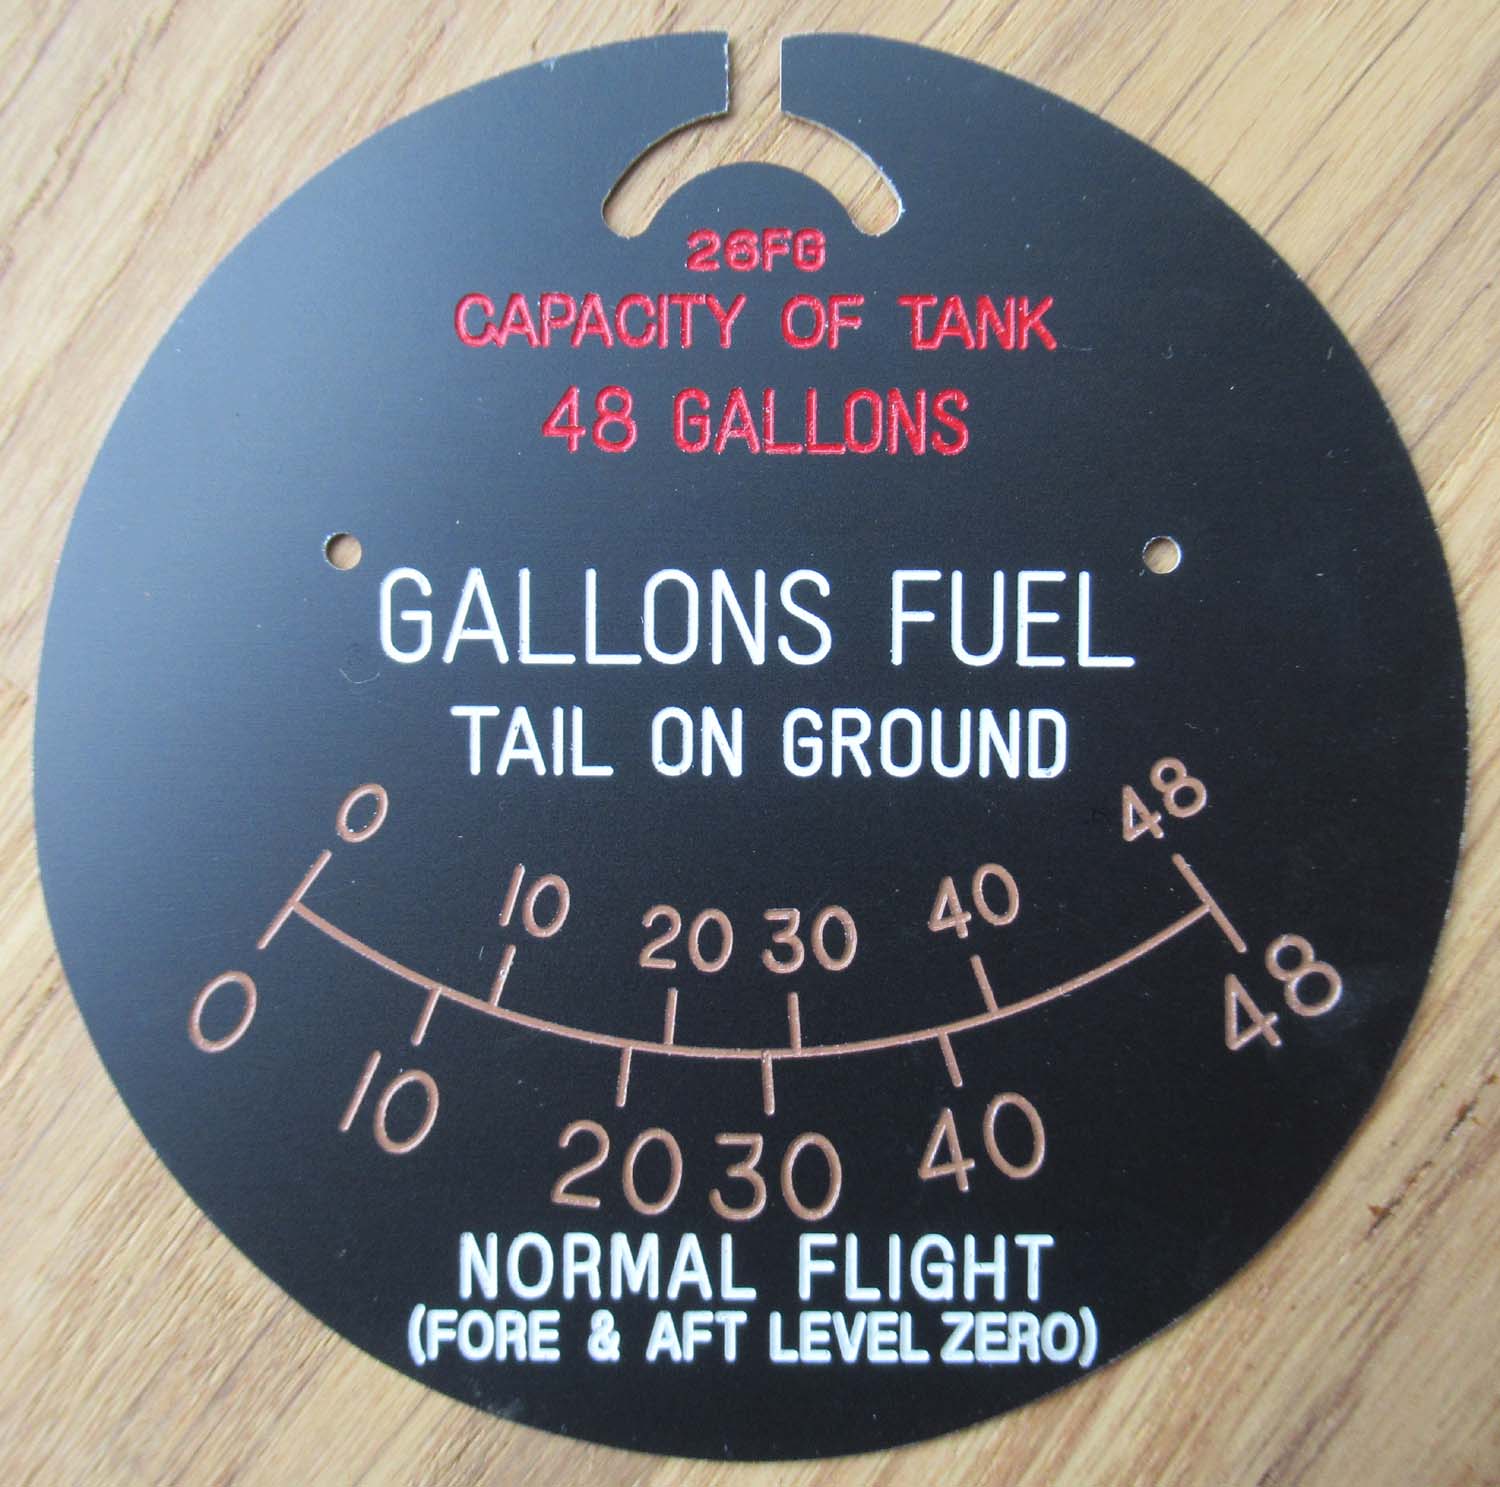 26FG
CAPACITY OF TANK
48 GALLONS
GALLONS FUEL
TAIL ON GROUND
0 10 20 30 40 48
0 10 20 30 40 48
NORMAL FLIGHT
(FORE & AFT LEVEL ZERO)